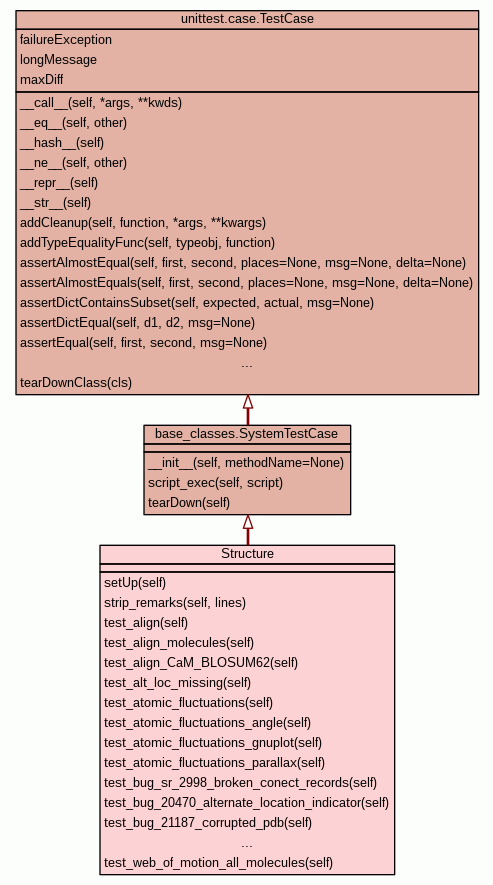 unittest.case.TestCase
failureException
longMessage
maxDiff
__call__(self, *args, **kwds)
__eq__(self, other)
__hash__(self)
__ne__(self, other)
__repr__(self)
__str__(self)
addCleanup(self, function, *args, **kwargs)
addTypeEqualityFunc(self, typeobj, function)
assertAlmostEqual(self, first, second, places=None, msg=None, delta=None)
assertAlmostEquals(self, first, second, places=None, msg=None, delta=None)
assertDictContainsSubset(self, expected, actual, msg=None)
assertDictEqual(self, d1, d2, msg=None)
assertEqual(self, first, second, msg=None)
...
tearDownClass(cls)
base_classes.SystemTestCase
__init__(self, methodName=None)
script_exec(self, script)
tearDown(self)
Structure
setUp(self)
strip_remarks(self, lines)
test_align(self)
test_align_molecules(self)
test_align_CaM_BLOSUM62(self)
test_alt_loc_missing(self)
test_atomic_fluctuations(self)
test_atomic_fluctuations_angle(self)
test_atomic_fluctuations_gnuplot(self)
test_atomic_fluctuations_parallax(self)
test_bug_sr_2998_broken_conect_records(self)
test_bug_20470_alternate_location_indicator(self)
test_bug_21187_corrupted_pdb(self)
...
test_web_of_motion_all_molecules(self)